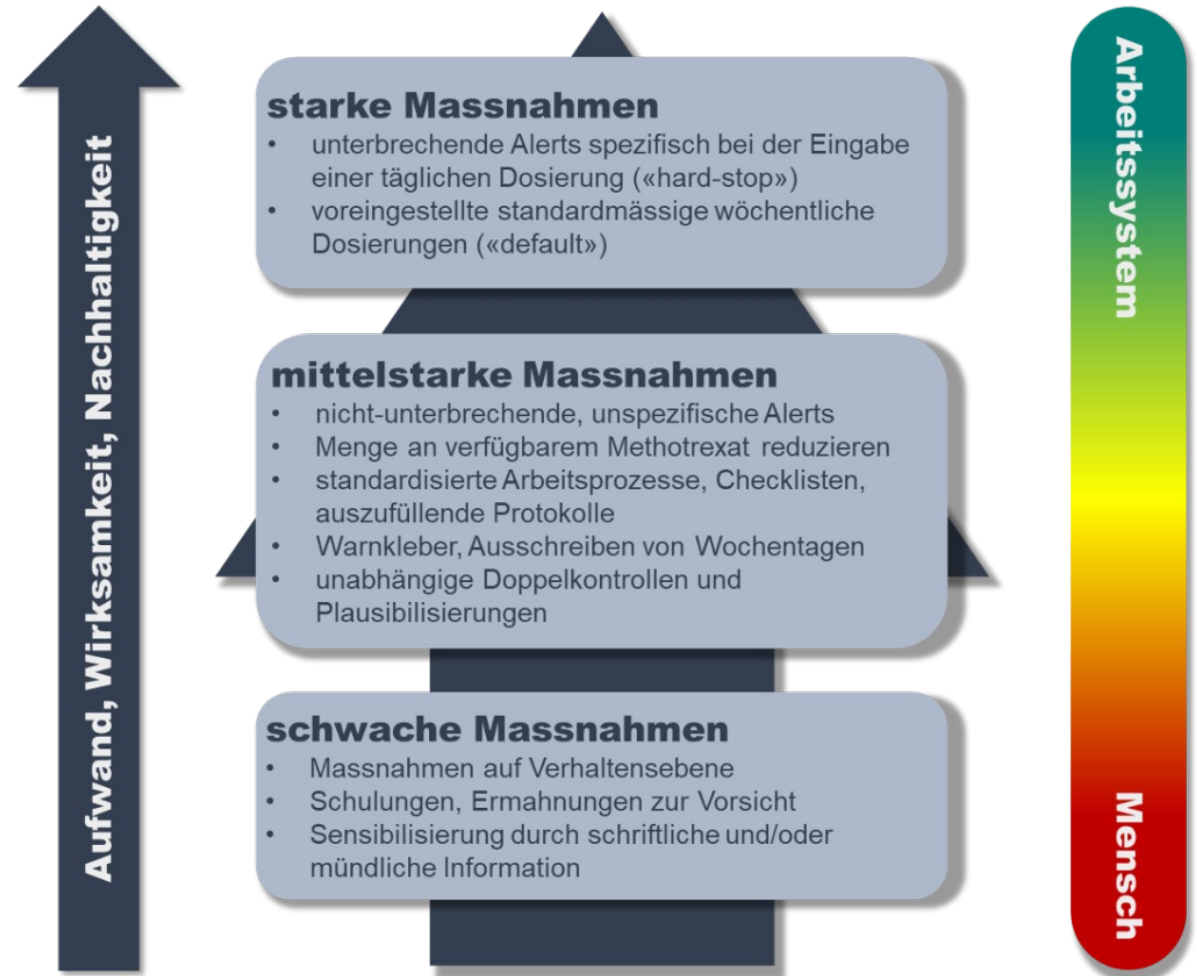 Aufwand, Wirksamkeit, Nachhaltigkeit
starke Massnahmen
• unterbrechende Alerts spezifisch bei der Eingabe
einer täglichen Dosierung («hard-stop»)
• voreingestellte standardmässige wöchentliche
Dosierungen («default»)
mittelstarke Massnahmen
• nicht-unterbrechende, unspezifische Alerts
• Menge an verfügbarem Methotrexat reduzieren
• standardisierte Arbeitsprozesse, Checklisten,
auszufüllende Protokolle
• Warnkleber, Ausschreiben von Wochentagen
• unabhängige Doppelkontrollen und
Plausibilisierungen
schwache Massnahmen
• Massnahmen auf Verhaltensebene
• Schulungen, Ermahnungen zur Vorsicht
• Sensibilisierung durch schriftliche und/oder
mündliche Information
Arbeitssystem
Mensch